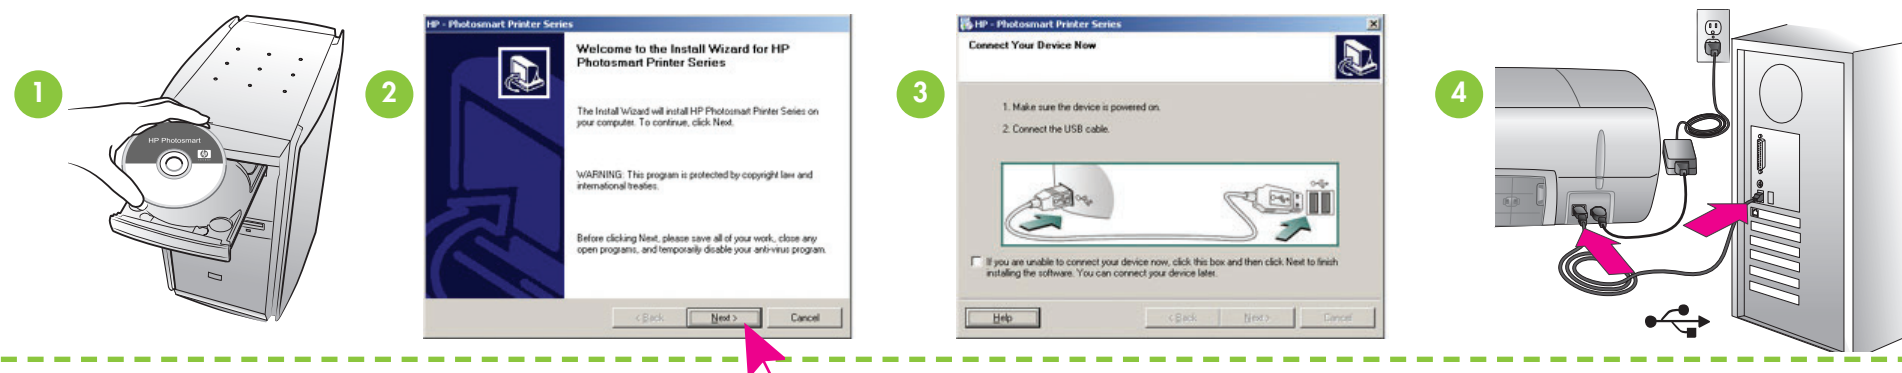 1
HP Photosmart
hp
2
HP - Photosmart Printer Series
Welcome to the Install Wizard for HP
Photosmart Printer Series
The Install Wizard will install HP Photosmart Printer Series on
your computer. To continue, click Next.
WARNING: This program is protected by copyright law and
international treaties.
Before clicking Next, please save all of your work, close any
open programs, and temporarily disable your anti-virus program.
< Back
Next >
Cancel
3
HP - Photosmart Printer Series
Connect Your Device Now
1. Make sure the device is powered on.
2. Connect the USB cable.
If you are unable to connect your device now, click this box and then click Next to finish
installing the software. You can connect your device later.
Help
< Back
Next >
Cancel
4